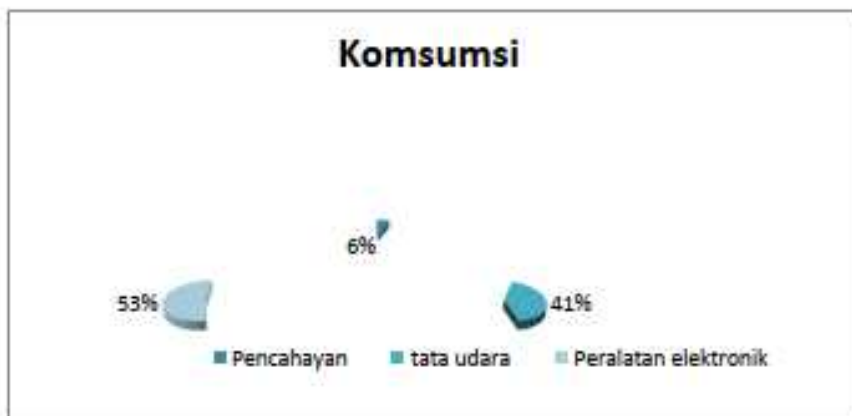 Komsumsi
6%
53%
41%
Pencahayan tata udara Peralatan elektronik